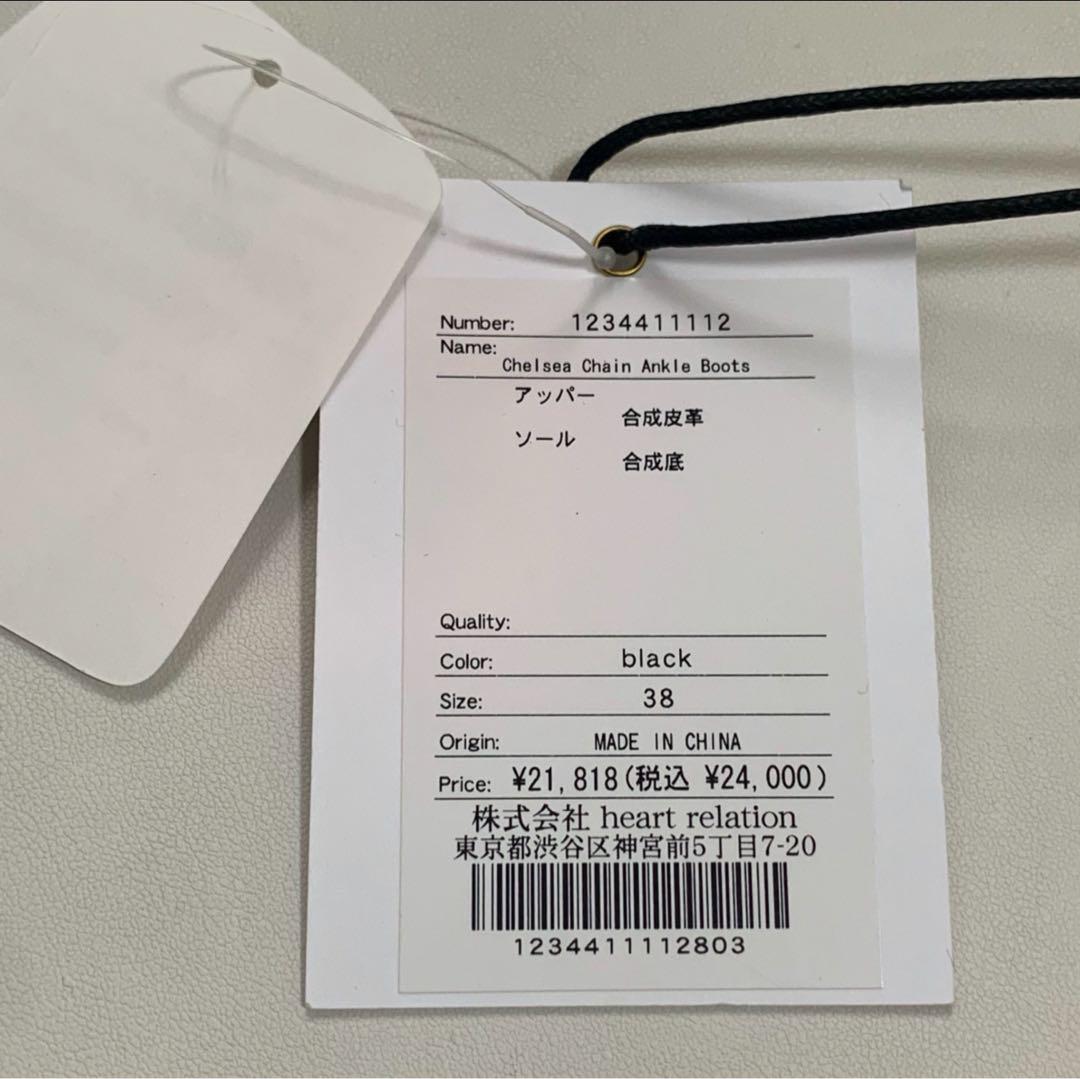 Number: 1234411112
Name:
Chelsea Chain Ankle Boots
アッパー
合成皮革
ソール
合成底
Quality:
Color: black
Size: 38
Origin: MADE IN CHINA
Price: ¥21,818(税込 ¥24,000)
株式会社 heart relation
東京都渋谷区神宮前5丁目7-20
1234411112803